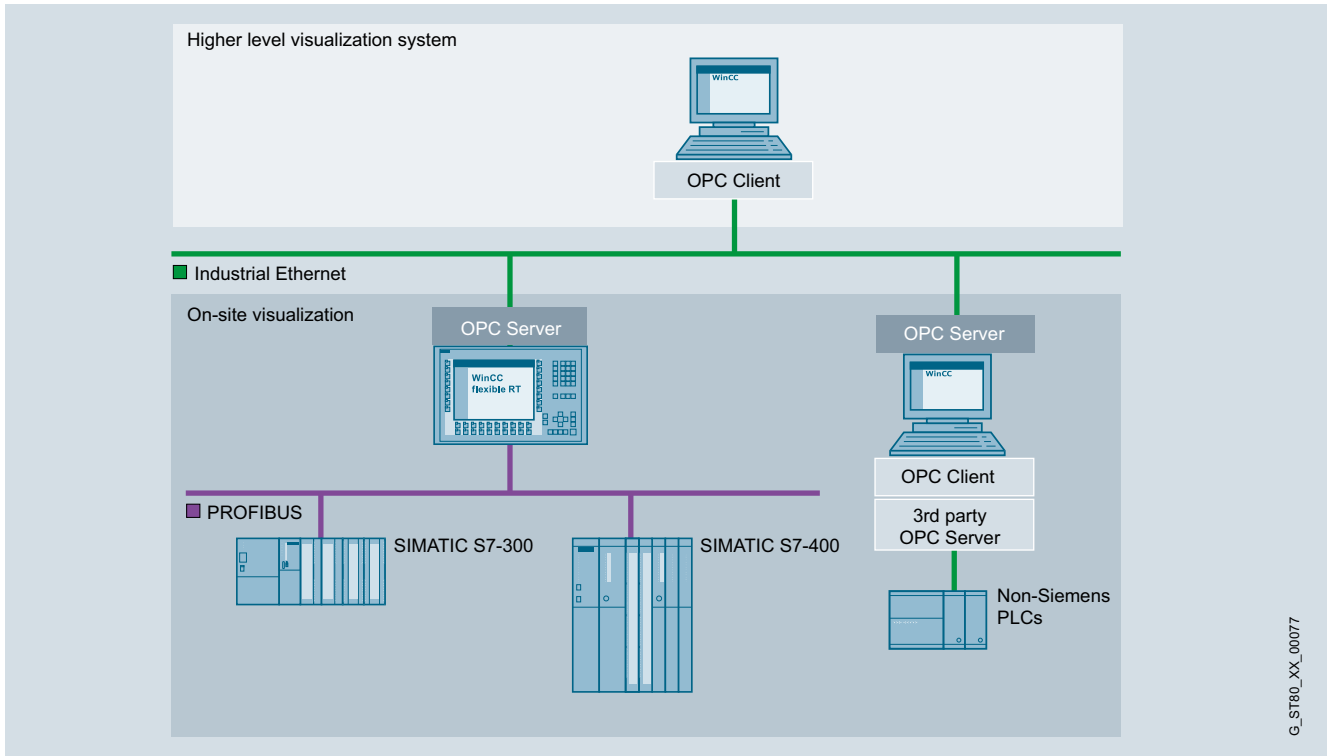 Higher level visualization system
WinCC
OPC Client
Industrial Ethernet
On-site visualization
OPC Server
OPC Server
WinCC
flexible RT
WinCC
OPC Client
PROFIBUS
3rd party
OPC Server
SIMATIC S7-300
SIMATIC S7-400
Non-Siemens
PLCs
G_ST80_XX_00077